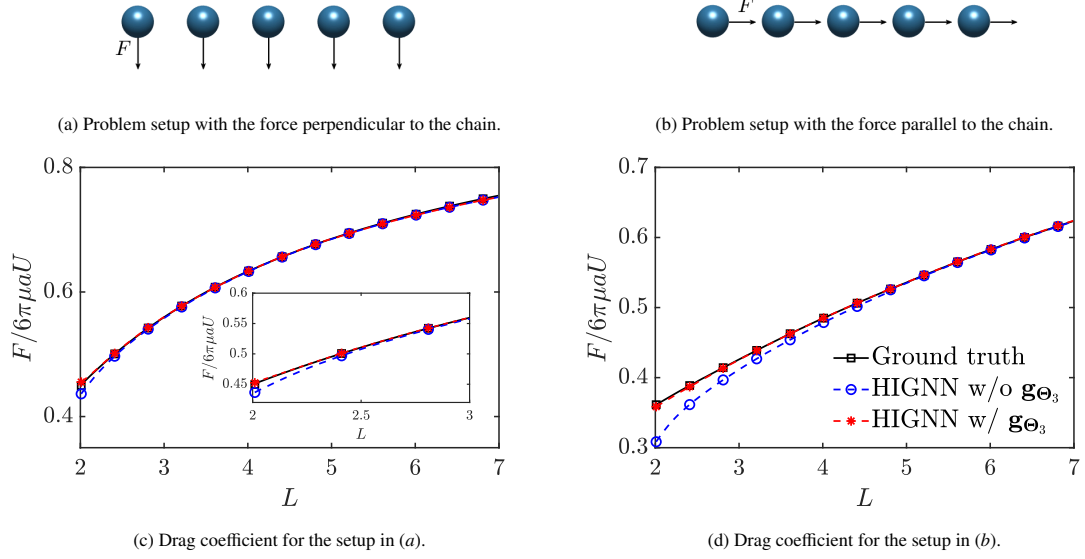 F
F
(a) Problem setup with the force perpendicular to the chain.
(b) Problem setup with the force parallel to the chain.
0.8
0.6
0.4
F/6πμaU
2 3 4 5 6 7
L
0.6
0.55
0.5
0.45
F/6πμaU
2 2.5 3
L
0.7
0.6
0.5
0.4
0.3
F/6πμaU
Ground truth
HIGNN w/o g_Θ₃
HIGNN w/ g_Θ₃
2 3 4 5 6 7
L
(c) Drag coefficient for the setup in (a).
(d) Drag coefficient for the setup in (b).